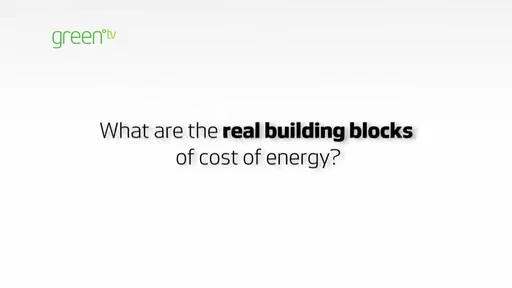 green°tv
What are the real building blocks
of cost of energy?